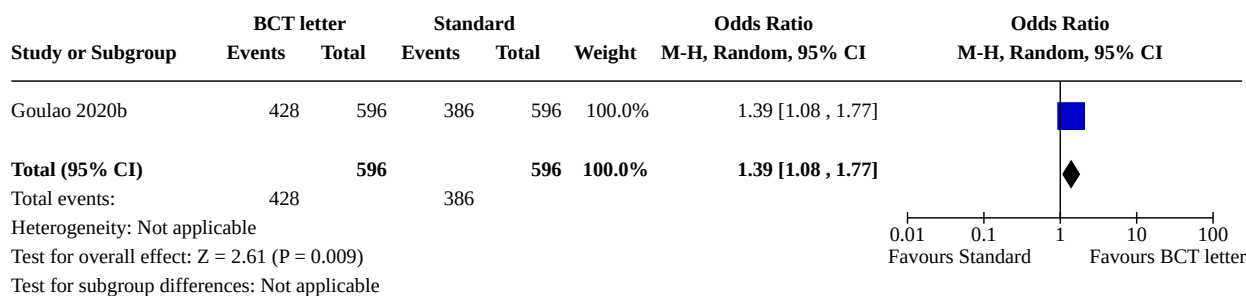 BCT letter Standard Odds Ratio Odds Ratio
Study or Subgroup Events Total Events Total Weight M-H, Random, 95% CI M-H, Random, 95% CI
Goulao 2020b 428 596 386 596 100.0% 1.39 [1.08 , 1.77]
Total (95% CI) 596 596 100.0% 1.39 [1.08 , 1.77]
Total events: 428 386
Heterogeneity: Not applicable
0.01 0.1 1 10 100
Test for overall effect: Z = 2.61 (P = 0.009) Favours Standard Favours BCT letter
Test for subgroup differences: Not applicable